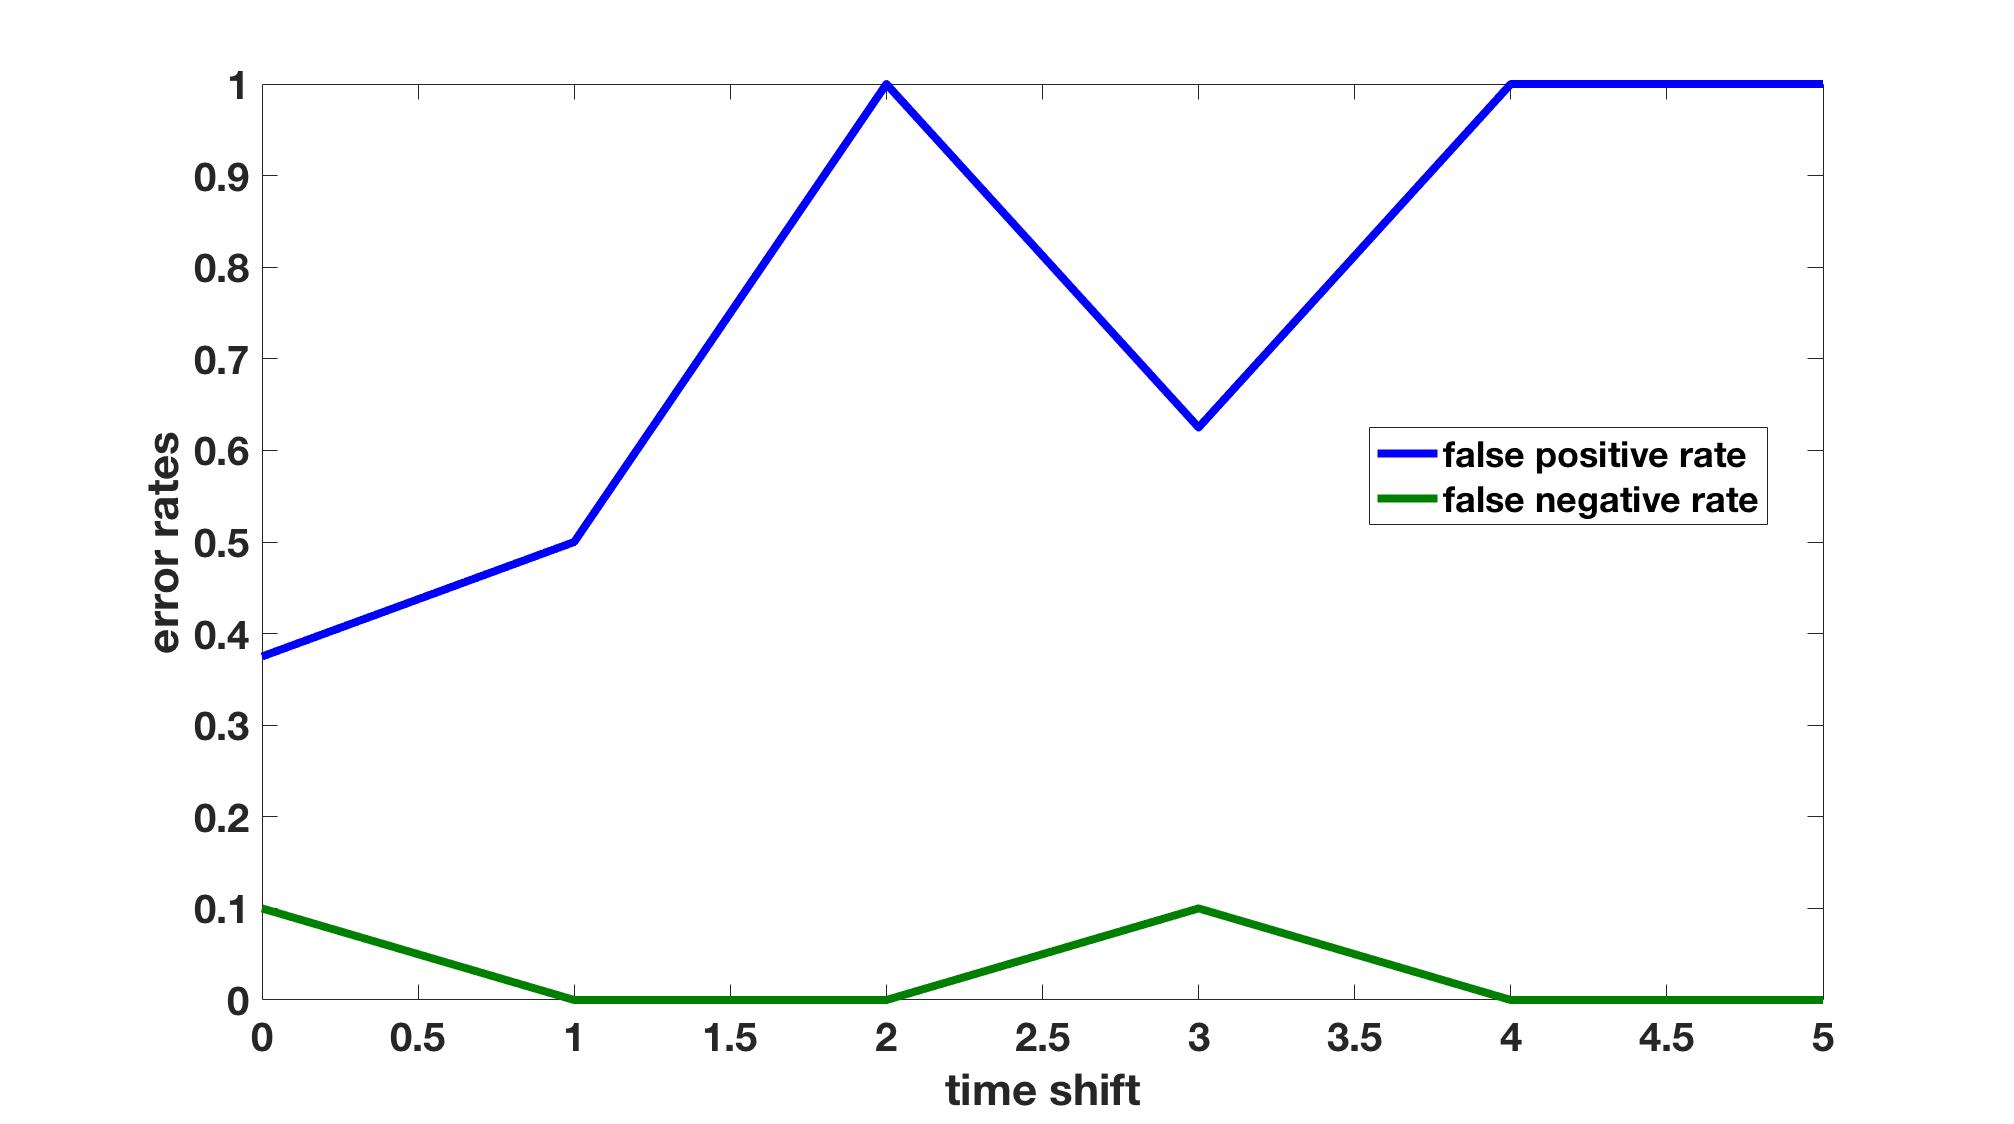 1
0.9
0.8
0.7
0.6
0.5
0.4
0.3
0.2
0.1
0
error rates
false positive rate
false negative rate
0 0.5 1 1.5 2 2.5 3 3.5 4 4.5 5
time shift